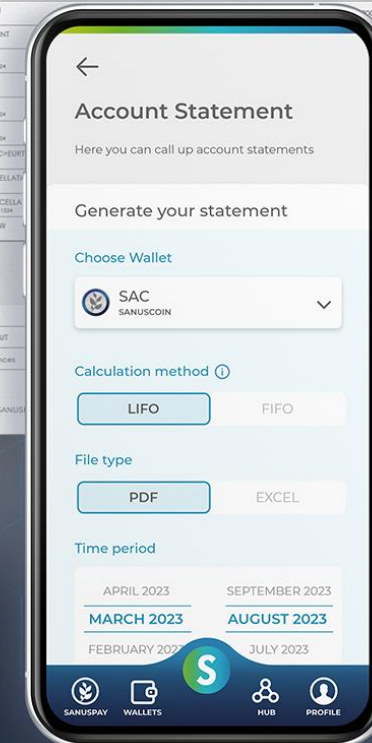 Account Statement
Here you can call up account statements
Generate your statement
Choose Wallet
SAC
SANUSCOIN
Calculation method
LIFO FIFO
File type
PDF EXCEL
Time period
APRIL 2023 SEPTEMBER 2023
MARCH 2023 AUGUST 2023
FEBRUARY 2023 JULY 2023
S
SANUSPAY WALLETS HUB PROFILE